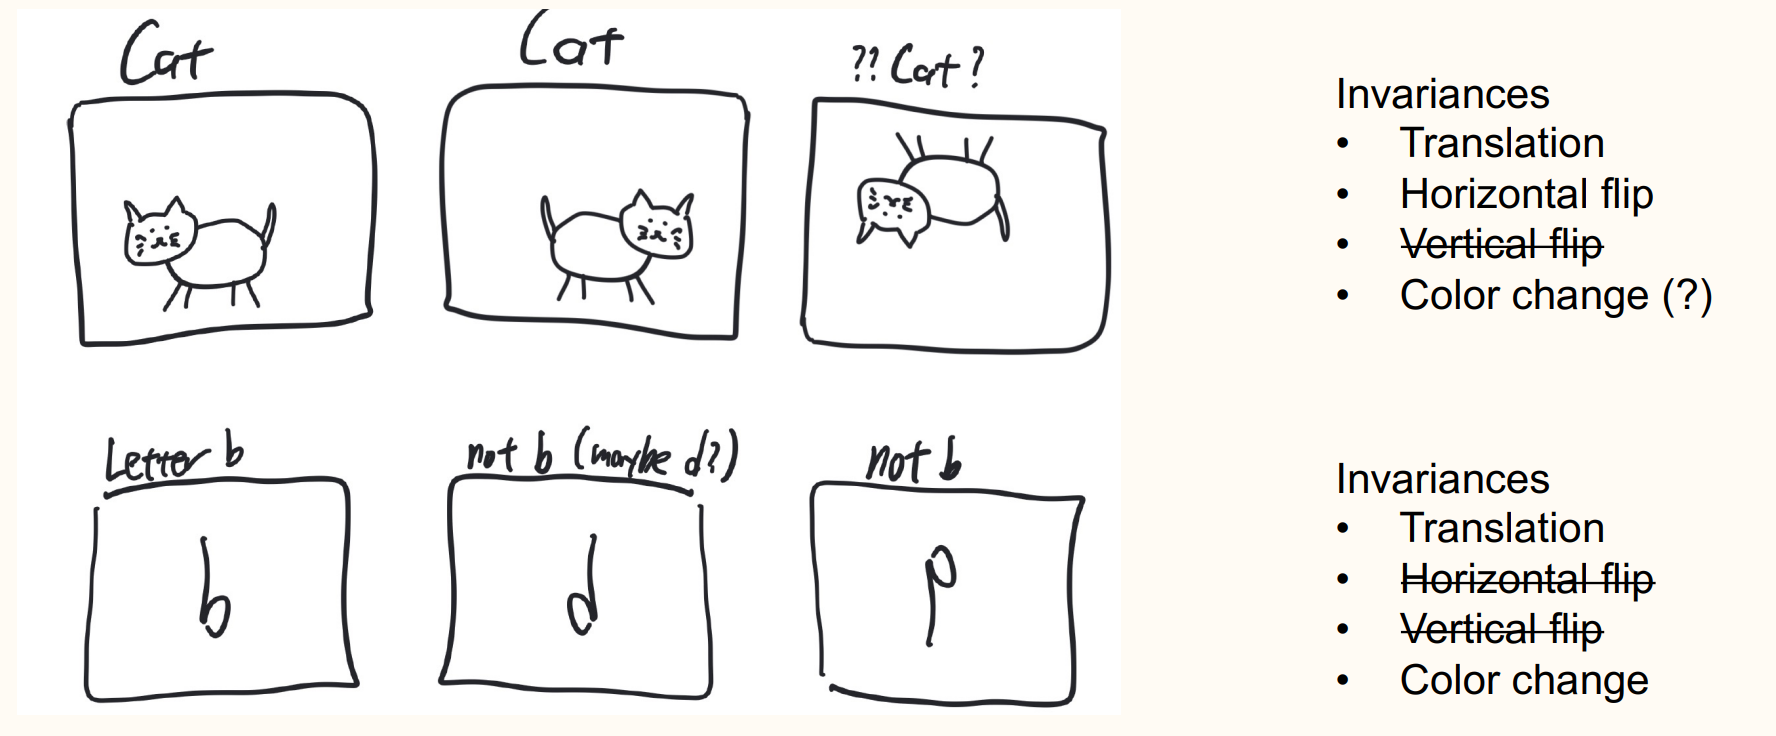 Cat
Cat
?? Cat?
Invariances
• Translation
• Horizontal flip
• Vertical flip
• Color change (?)
Letter b
not b (maybe d?)
not b
b
d
p
Invariances
• Translation
• Horizontal flip
• Vertical flip
• Color change